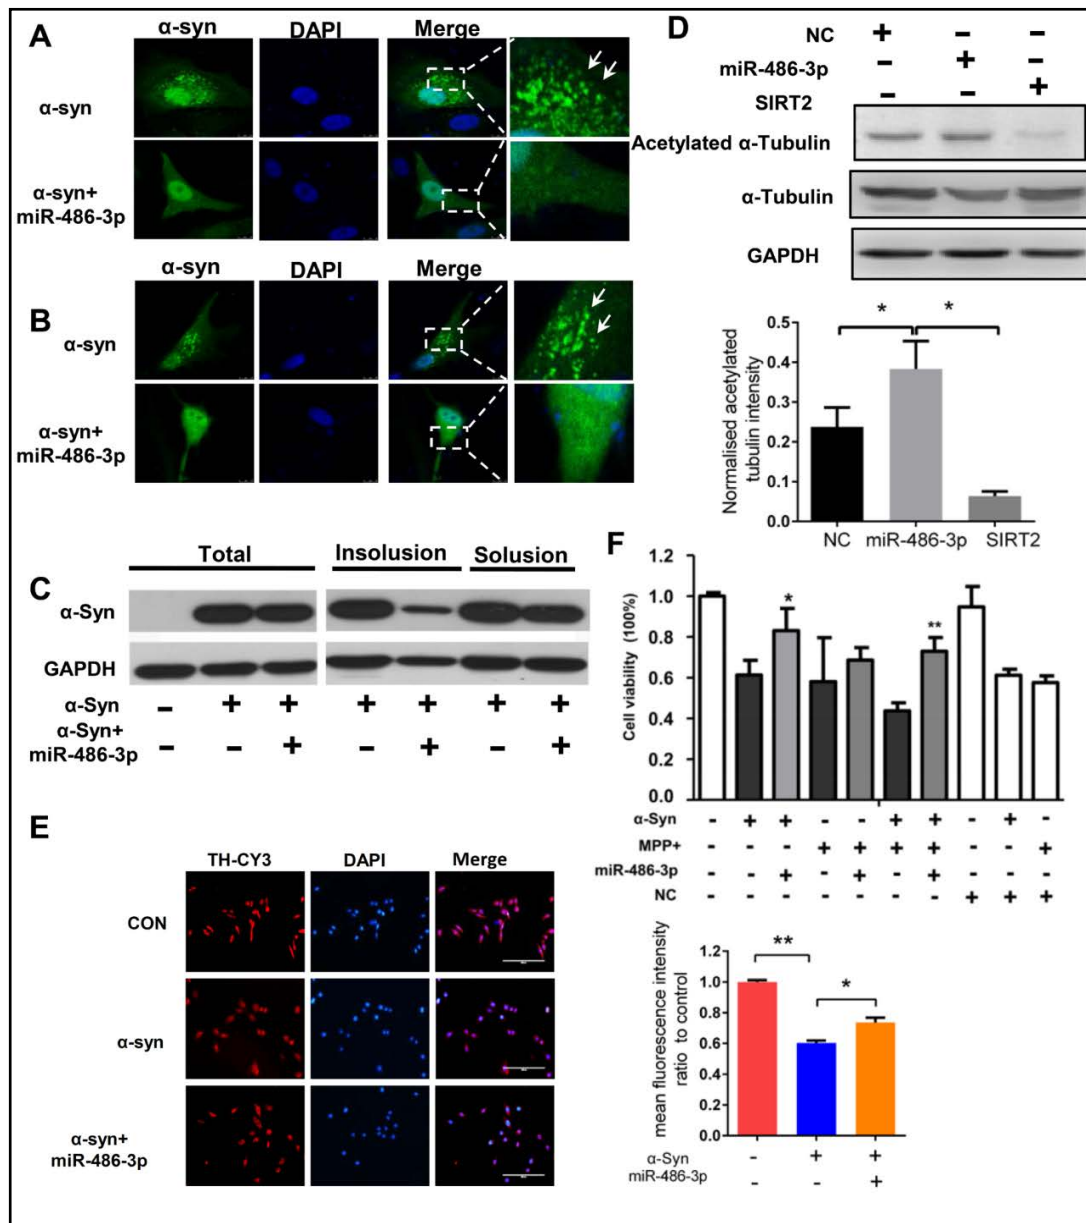 A
α-syn DAPI Merge
α-syn
α-syn+
miR-486-3p
B
α-syn DAPI Merge
α-syn
α-syn+
miR-486-3p
C
Total Insolusion Solusion
α-Syn
GAPDH
α-Syn - + + + + + +
α-Syn+
miR-486-3p - - + - + - +
D
NC + - -
miR-486-3p - + -
SIRT2 - - +
Acetylated α-Tubulin
α-Tubulin
GAPDH
Normalised acetylated
tubulin intensity
0.5
0.4
0.3
0.2
0.1
0.0
* *
NC miR-486-3p SIRT2
E
TH-CY3 DAPI Merge
CON
α-syn
α-syn+
miR-486-3p
F
Cell viability (100%)
1.2
1.0
0.8
0.6
0.4
0.2
0.0
* **
α-Syn - + + - - + + - + -
MPP+ - - - + + + + - - +
miR-486-3p - - + - + - + - - -
NC - - - - - - - + + +
mean fluorescence intensity
ratio to control
1.2
1.0
0.8
0.6
0.4
0.2
0.0
** *
α-Syn - + +
miR-486-3p - - +